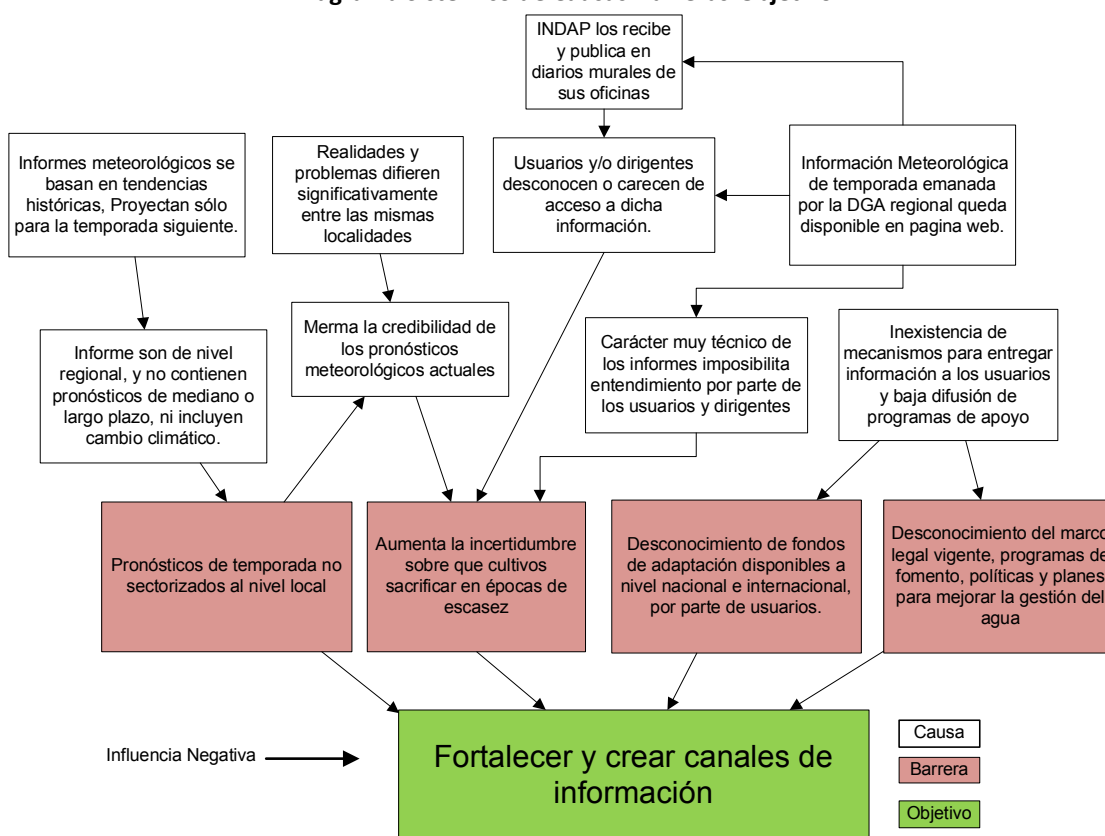 INDAP los recibe
y publica en
diarios murales de
sus oficinas
Informes meteorológicos se
basan en tendencias
históricas, Proyectan sólo
para la temporada siguiente.
Realidades y
problemas difieren
significativamente
entre las mismas
localidades
Usuarios y/o dirigentes
desconocen o carecen de
acceso a dicha
información.
Información Meteorológica
de temporada emanada
por la DGA regional queda
disponible en pagina web.
Informe son de nivel
regional, y no contienen
pronósticos de mediano o
largo plazo, ni incluyen
cambio climático.
Merma la credibilidad de
los pronósticos
meteorológicos actuales
Carácter muy técnico de
los informes imposibilita
entendimiento por parte de
los usuarios y dirigentes
Inexistencia de
mecanismos para entregar
información a los usuarios
y baja difusión de
programas de apoyo
Pronósticos de temporada no
sectorizados al nivel local
Aumenta la incertidumbre
sobre que cultivos
sacrificar en épocas de
escasez
Desconocimiento de fondos
de adaptación disponibles a
nivel nacional e internacional,
por parte de usuarios.
Desconocimiento del marco
legal vigente, programas de
fomento, políticas y planes
para mejorar la gestión del
agua
Influencia Negativa
Fortalecer y crear canales de
información
Causa
Barrera
Objetivo